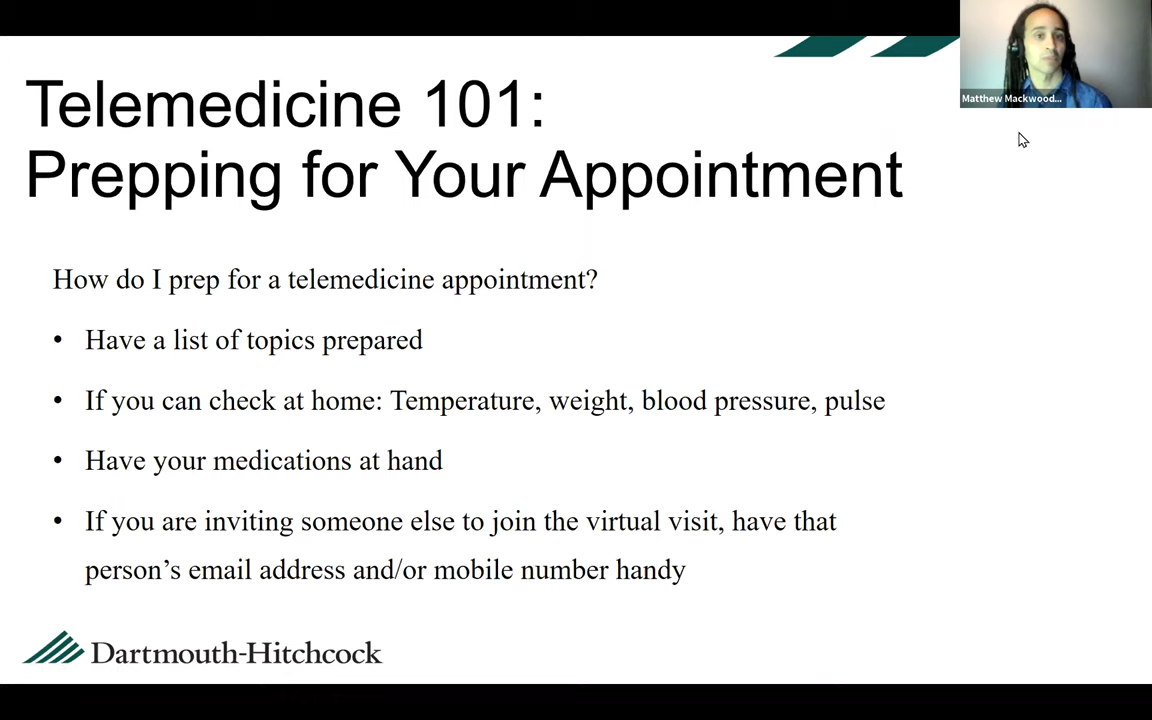 Telemedicine 101:
Prepping for Your Appointment
Matthew Mackwood...
How do I prep for a telemedicine appointment?
• Have a list of topics prepared
• If you can check at home: Temperature, weight, blood pressure, pulse
• Have your medications at hand
• If you are inviting someone else to join the virtual visit, have that
person’s email address and/or mobile number handy
Dartmouth-Hitchcock